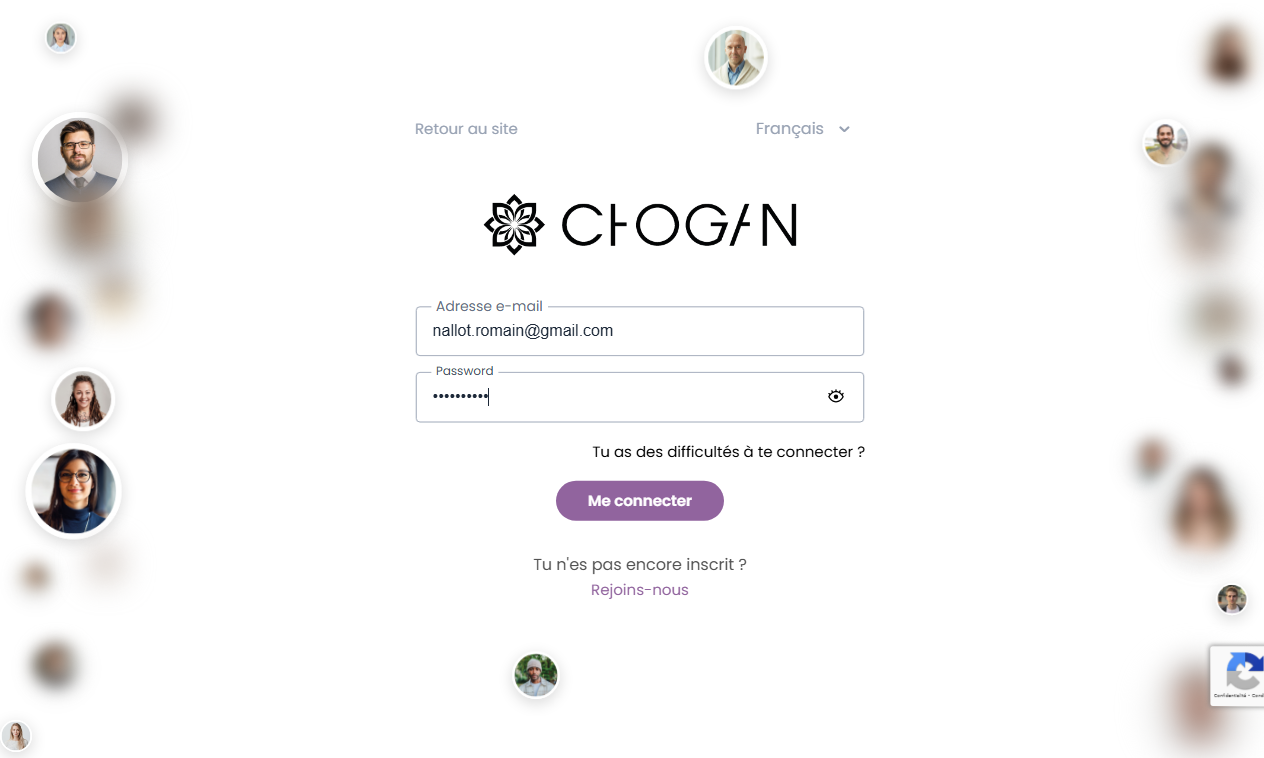 Retour au site
Français
CHOGAN
Adresse e-mail
nallot.romain@gmail.com
Password
••••••••••
Tu as des difficultés à te connecter ?
Me connecter
Tu n'es pas encore inscrit ?
Rejoins-nous
Confidentialité -